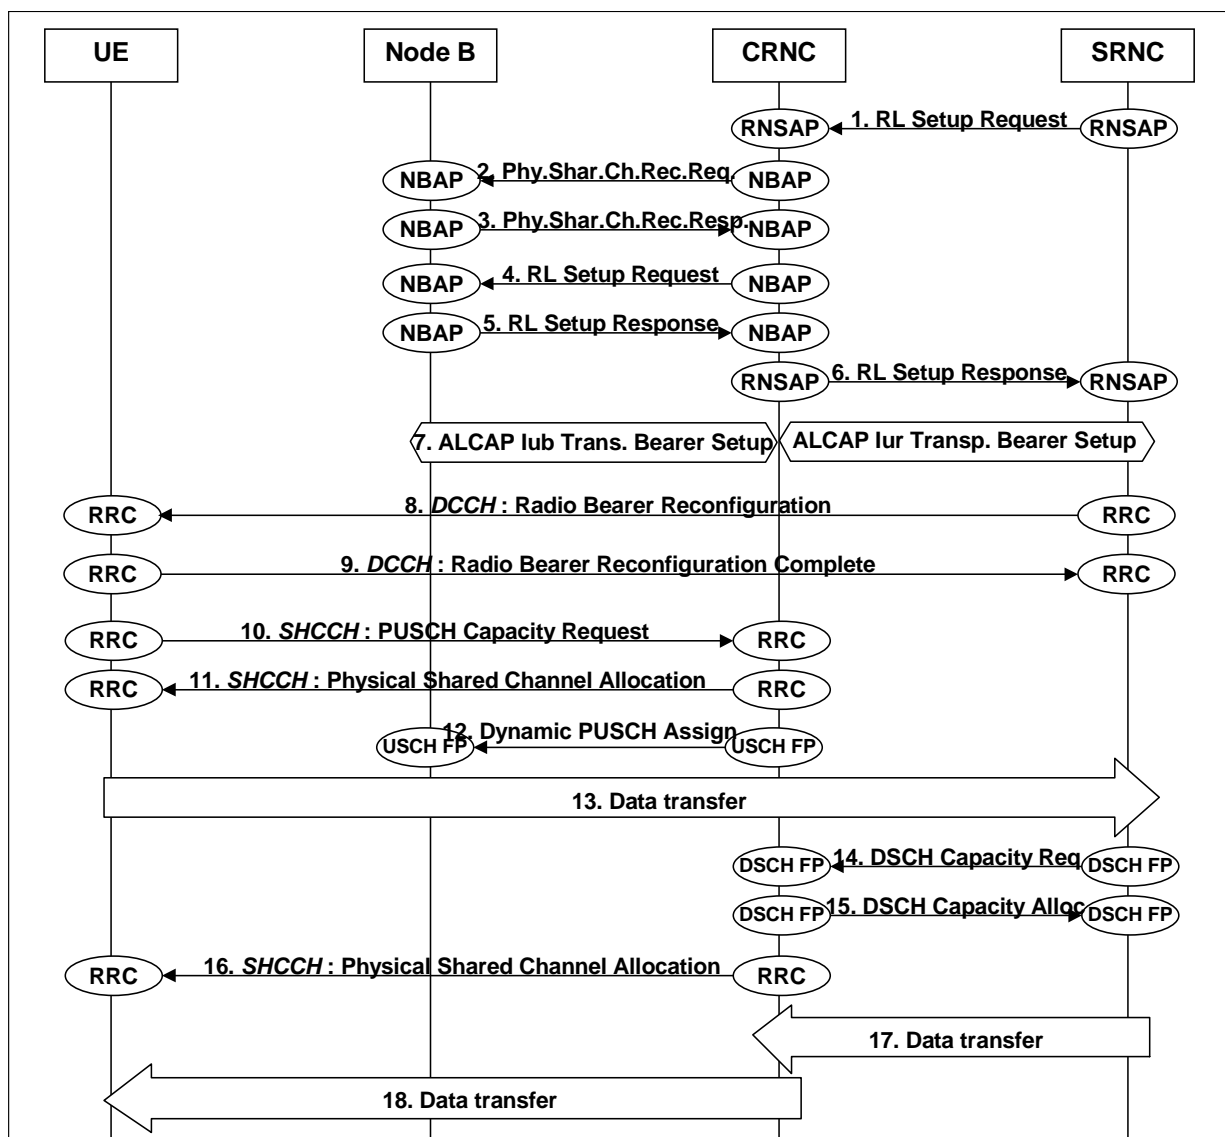 UE
Node B
CRNC
SRNC
RNSAP
1. RL Setup Request
RNSAP
NBAP
2. Phy.Shar.Ch.Rec.Req.
NBAP
NBAP
3. Phy.Shar.Ch.Rec.Resp.
NBAP
NBAP
4. RL Setup Request
NBAP
NBAP
5. RL Setup Response
NBAP
RNSAP
6. RL Setup Response
RNSAP
7. ALCAP Iub Trans. Bearer Setup
ALCAP Iur Transp. Bearer Setup
RRC
8. DCCH : Radio Bearer Reconfiguration
RRC
RRC
9. DCCH : Radio Bearer Reconfiguration Complete
RRC
RRC
10. SHCCH : PUSCH Capacity Request
RRC
RRC
11. SHCCH : Physical Shared Channel Allocation
RRC
USCH FP
12. Dynamic PUSCH Assign
USCH FP
13. Data transfer
DSCH FP
14. DSCH Capacity Req
DSCH FP
DSCH FP
15. DSCH Capacity Alloc
DSCH FP
RRC
16. SHCCH : Physical Shared Channel Allocation
RRC
17. Data transfer
18. Data transfer